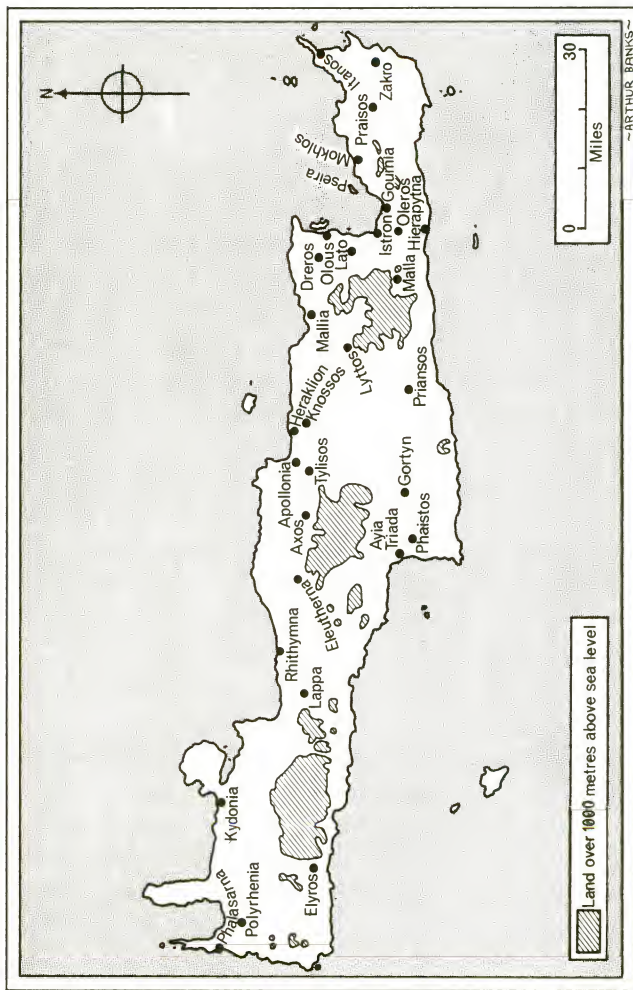 N
Phalasarna
Polyrhenia
Kydonia
Elyros
Lappa
Rhithymna
Eleutherna
Axos
Apollonia
Tylisos
Heraklion
Knossos
Ayia
Triada
Phaistos
Gortyn
Priansos
Lyttos
Mallia
Dreros
Olous
Lato
Malla
Istron
Gournia
Oleros
Hierapytna
Pseira
Mokhlos
Praisos
Zakro
Itanos
Land over 1000 metres above sea level
0 30
Miles
~ARTHUR BANKS~